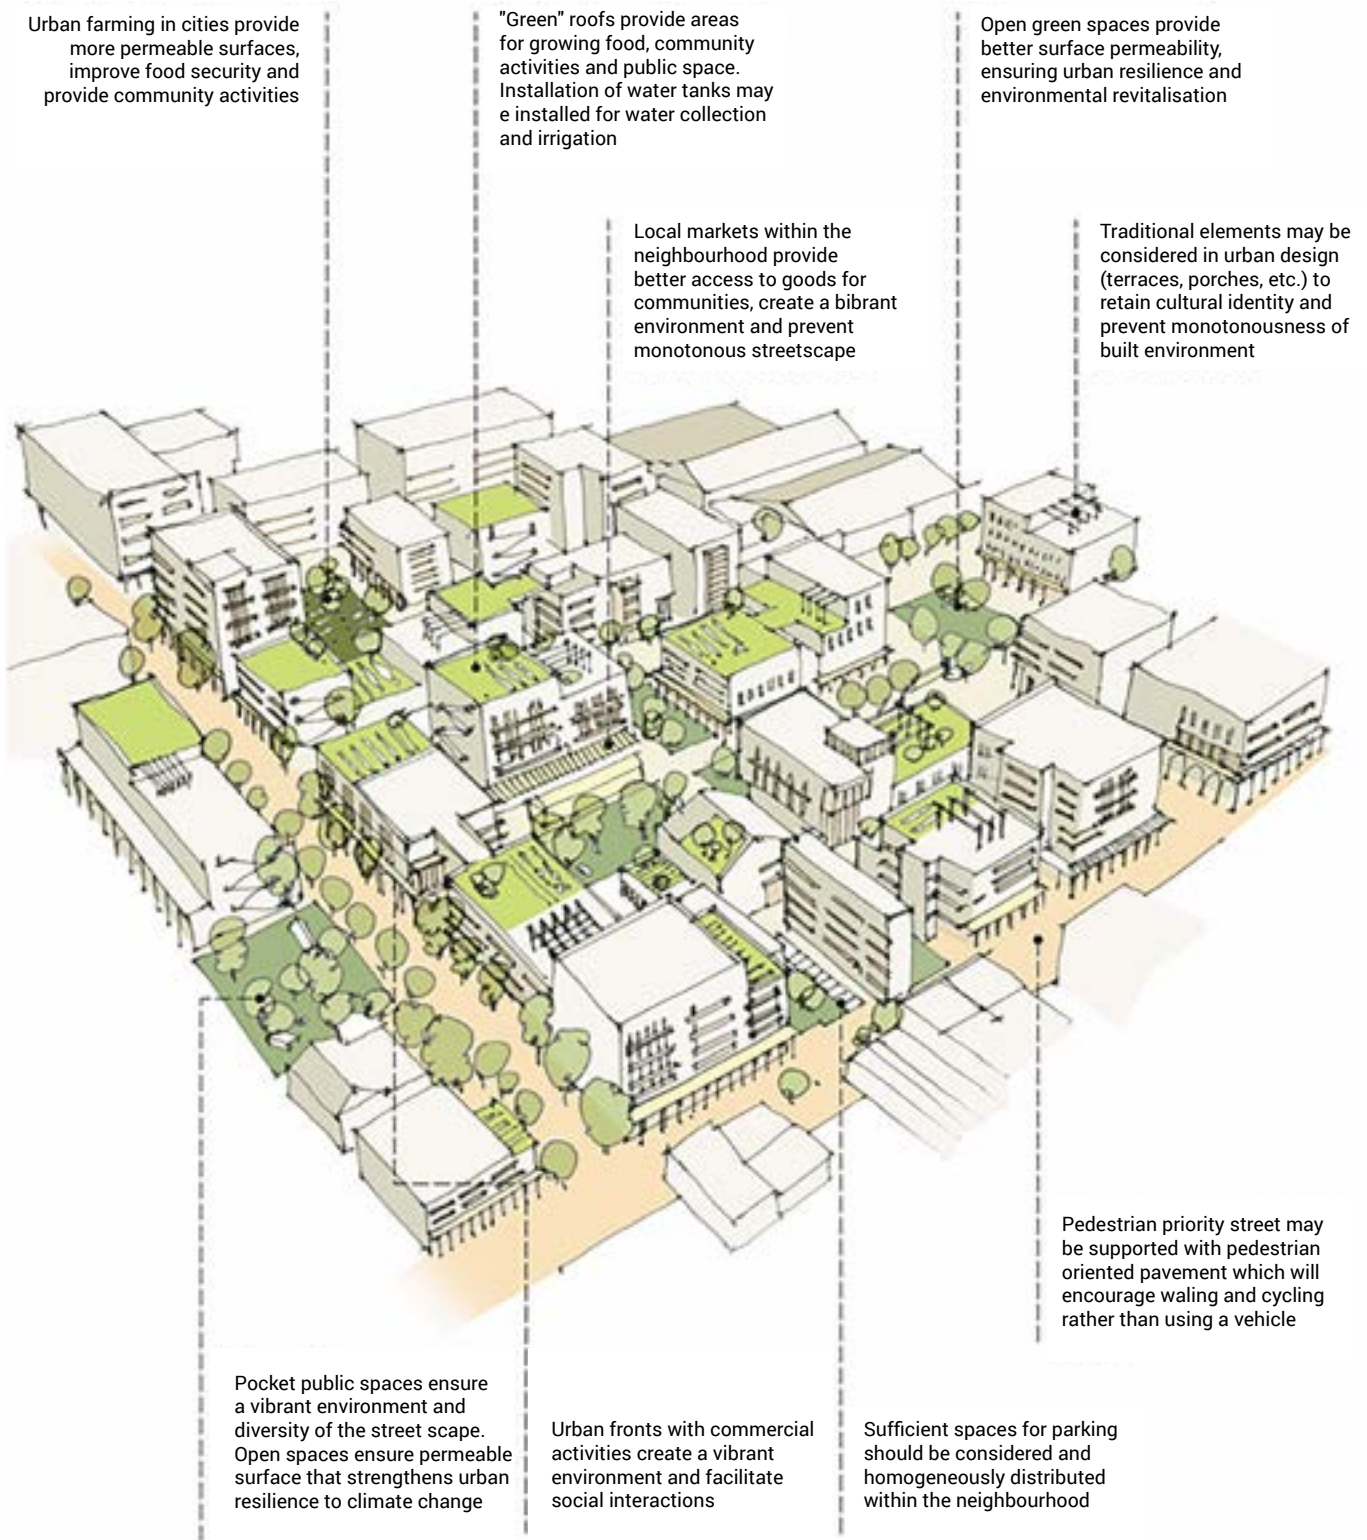 Urban farming in cities provide
more permeable surfaces,
improve food security and
provide community activities
"Green" roofs provide areas
for growing food, community
activities and public space.
Installation of water tanks may
e installed for water collection
and irrigation
Open green spaces provide
better surface permeability,
ensuring urban resilience and
environmental revitalisation
Local markets within the
neighbourhood provide
better access to goods for
communities, create a bibrant
environment and prevent
monotonous streetscape
Traditional elements may be
considered in urban design
(terraces, porches, etc.) to
retain cultural identity and
prevent monotonousness of
built environment
Pedestrian priority street may
be supported with pedestrian
oriented pavement which will
encourage waling and cycling
rather than using a vehicle
Pocket public spaces ensure
a vibrant environment and
diversity of the street scape.
Open spaces ensure permeable
surface that strengthens urban
resilience to climate change
Urban fronts with commercial
activities create a vibrant
environment and facilitate
social interactions
Sufficient spaces for parking
should be considered and
homogeneously distributed
within the neighbourhood